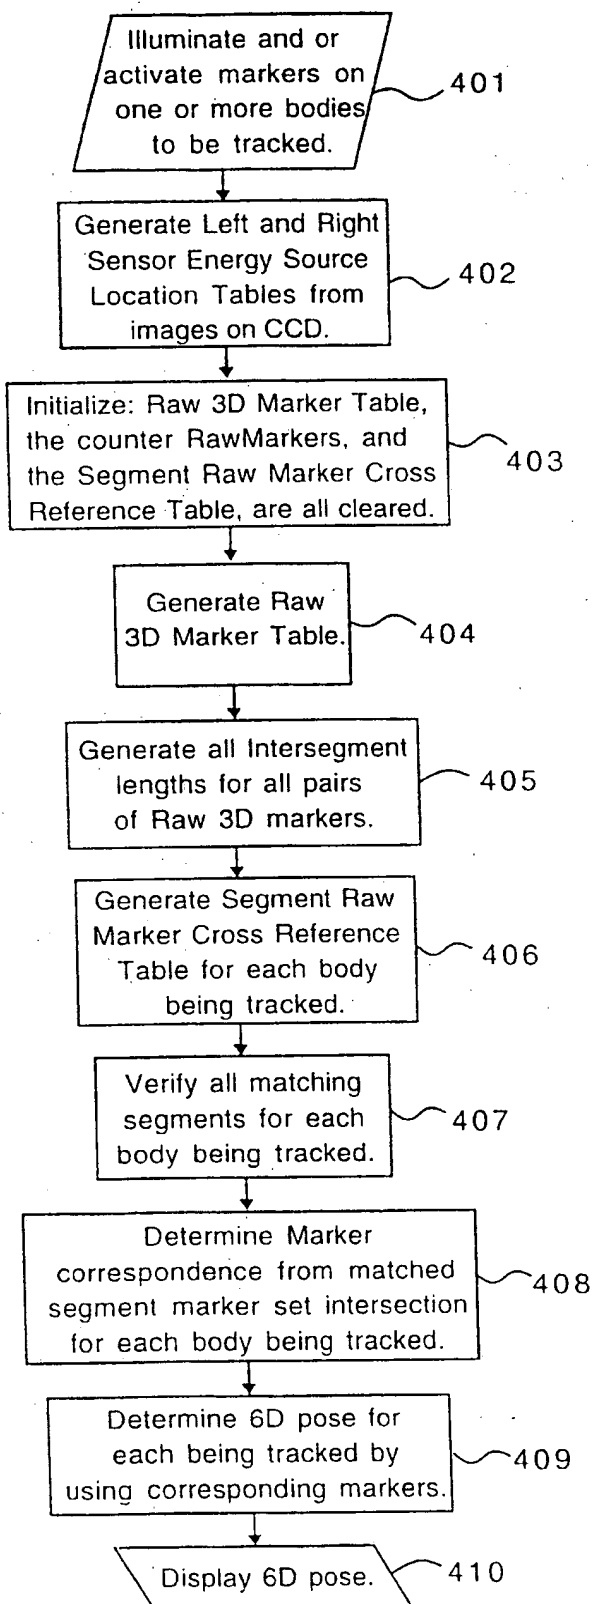 Illuminate and or
activate markers on
one or more bodies
to be tracked.
401
Generate Left and Right
Sensor Energy Source
Location Tables from
images on CCD.
402
Initialize: Raw 3D Marker Table,
the counter RawMarkers, and
the Segment Raw Marker Cross
Reference Table, are all cleared.
403
Generate Raw
3D Marker Table.
404
Generate all Intersegment
lengths for all pairs
of Raw 3D markers.
405
Generate Segment Raw
Marker Cross Reference
Table for each body
being tracked.
406
Verify all matching
segments for each
body being tracked.
407
Determine Marker
correspondence from matched
segment marker set intersection
for each body being tracked.
408
Determine 6D pose for
each being tracked by
using corresponding markers.
409
Display 6D pose.
410